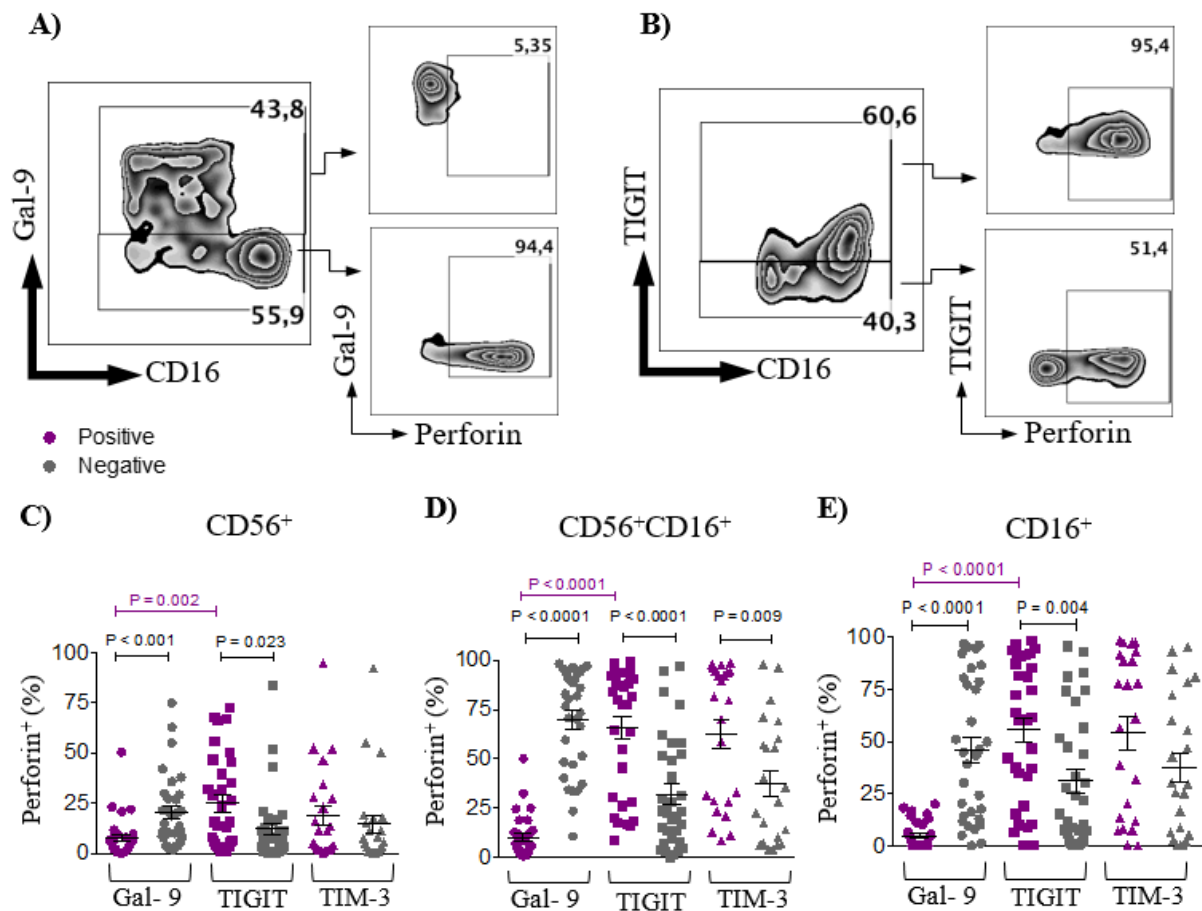 A)
B)
Gal-9
43,8
55,9
CD16
5,35
94,4
Gal-9
Perforin
TIGIT
60,6
40,3
CD16
95,4
51,4
TIGIT
Perforin
Positive
Negative
C)
CD56+
Perforin+ (%)
100
75
50
25
0
P = 0.002
P < 0.001
P = 0.023
Gal- 9
TIGIT
TIM-3
D)
CD56+CD16+
Perforin+ (%)
100
75
50
25
0
P < 0.0001
P < 0.0001
P < 0.0001
P = 0.009
Gal- 9
TIGIT
TIM-3
E)
CD16+
Perforin+ (%)
100
75
50
25
0
P < 0.0001
P < 0.0001
P = 0.004
Gal- 9
TIGIT
TIM-3